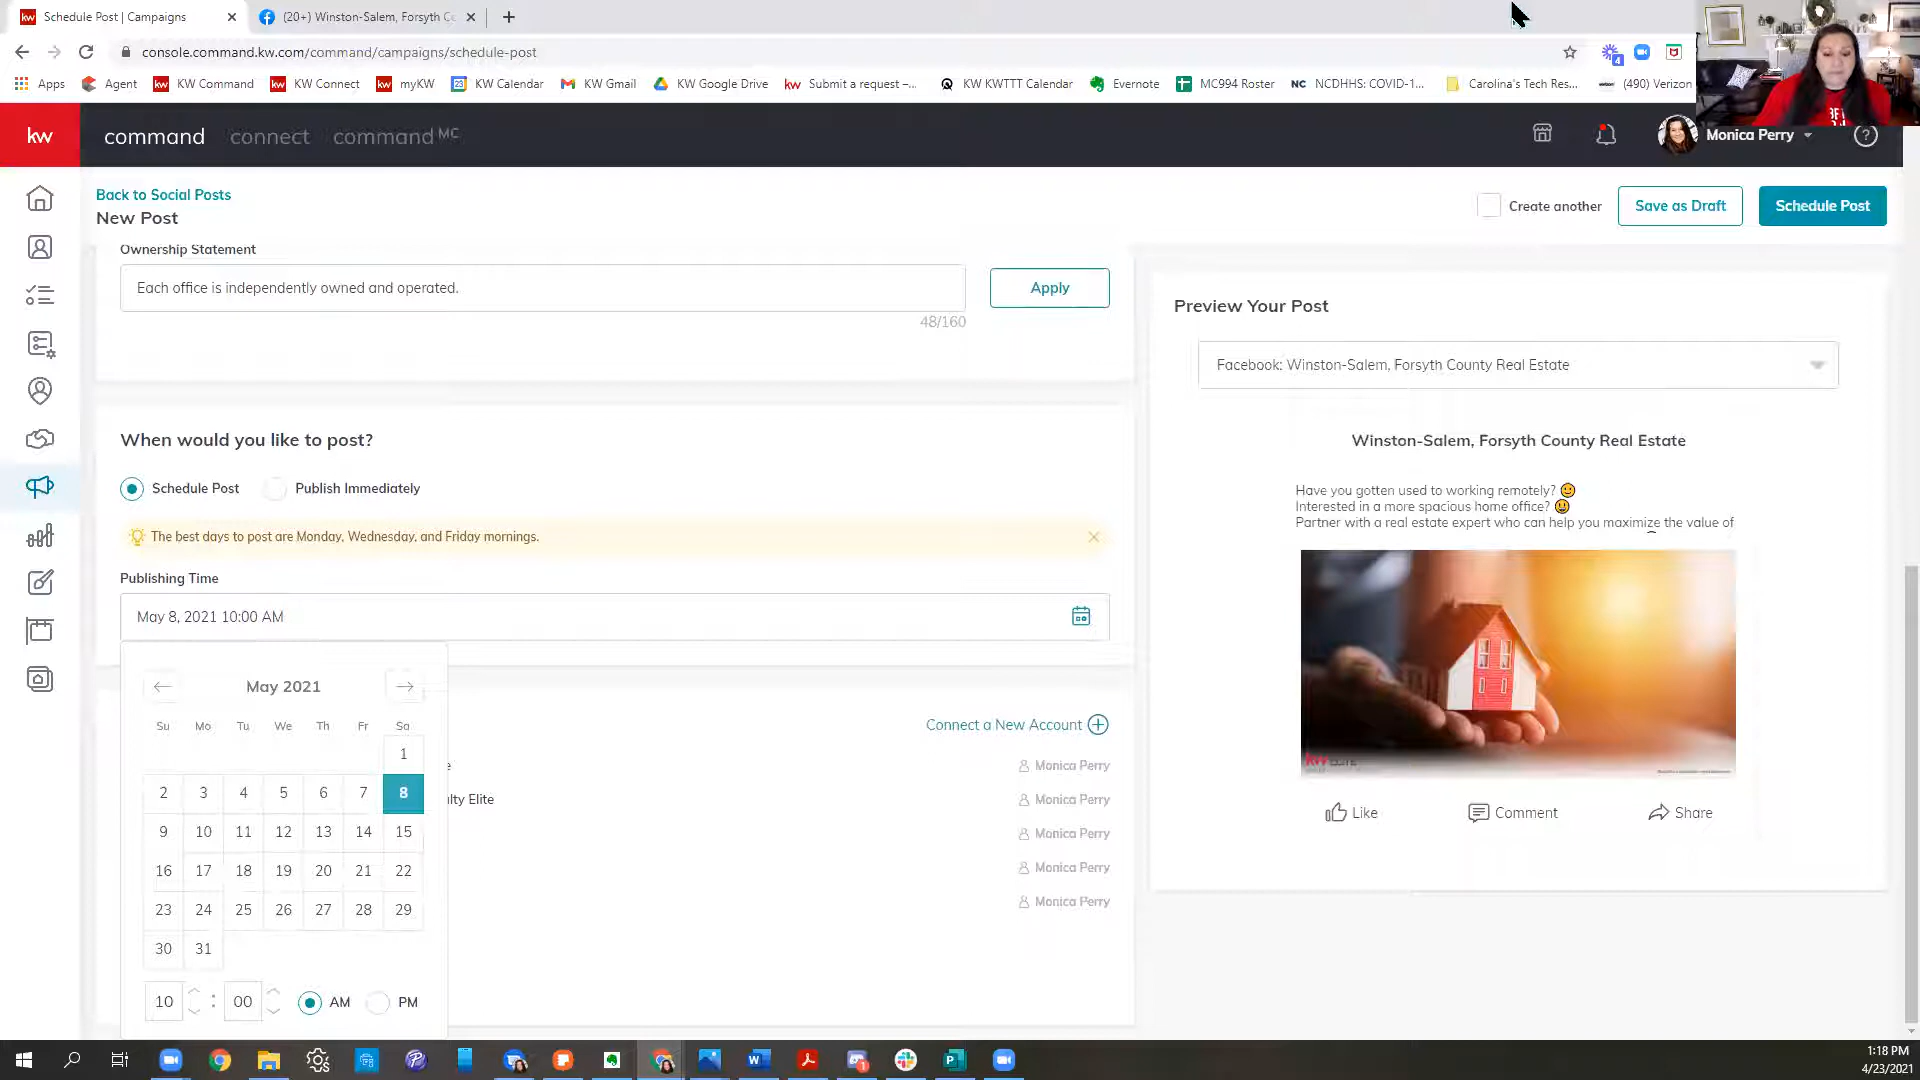 Schedule Post | Campaigns
(20+) Winston-Salem, Forsyth Co
console.command.kw.com/command/campaigns/schedule-post
Apps
Agent
KW Command
KW Connect
myKW
KW Calendar
KW Gmail
KW Google Drive
Submit a request –...
KW KWTTT Calendar
Evernote
MC994 Roster
NCDHHS: COVID-1...
Carolina's Tech Res...
(490) Verizon
kw
command
connect
command MC
Monica Perry
Back to Social Posts
New Post
Create another
Save as Draft
Schedule Post
Ownership Statement
Each office is independently owned and operated.
Apply
48/160
When would you like to post?
Schedule Post
Publish Immediately
The best days to post are Monday, Wednesday, and Friday mornings.
Publishing Time
May 8, 2021 10:00 AM
May 2021
Su Mo Tu We Th Fr Sa
1
2 3 4 5 6 7 8
9 10 11 12 13 14 15
16 17 18 19 20 21 22
23 24 25 26 27 28 29
30 31
10 : 00 AM PM
Connect a New Account
Monica Perry
lty Elite
Monica Perry
Monica Perry
Monica Perry
Monica Perry
Preview Your Post
Facebook: Winston-Salem, Forsyth County Real Estate
Winston-Salem, Forsyth County Real Estate
Have you gotten used to working remotely? 🙂
Interested in a more spacious home office? 😃
Partner with a real estate expert who can help you maximize the value of
kw
Like
Comment
Share
1:18 PM
4/23/2021